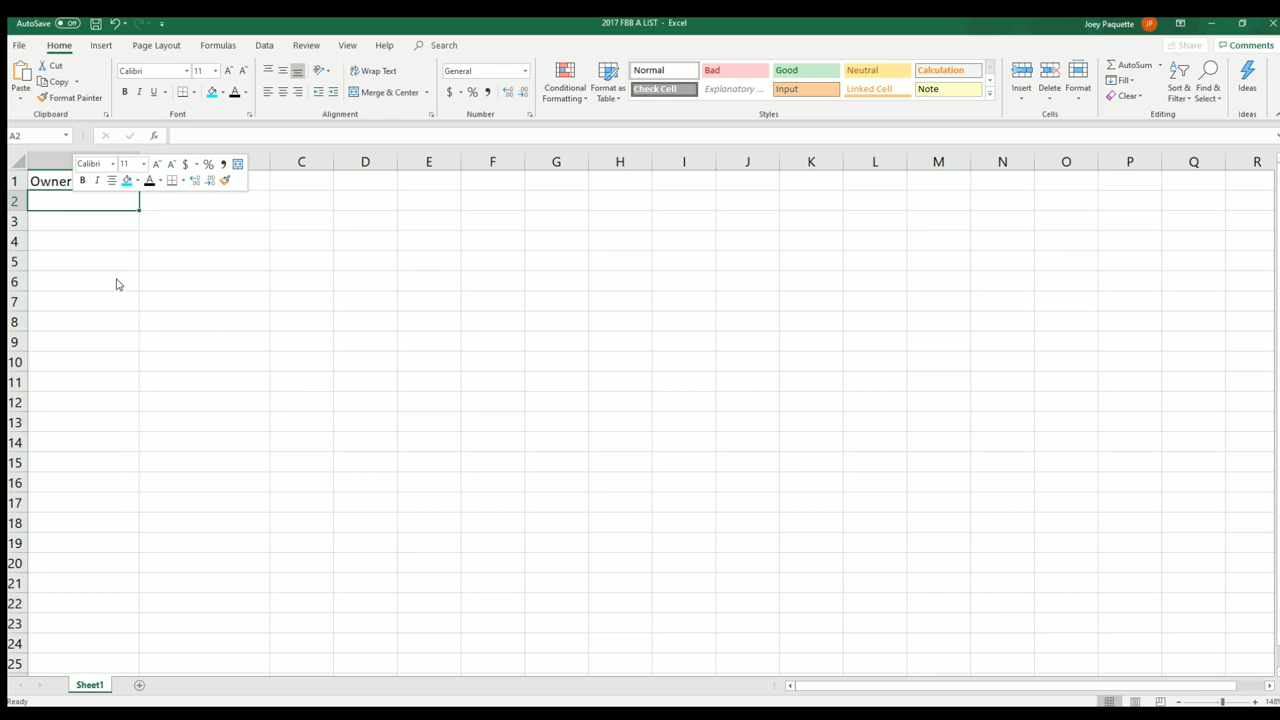 AutoSave Off 2017 FBB A LIST - Excel Joey Paquette JP
File Home Insert Page Layout Formulas Data Review View Help Search Share Comments
Paste Cut Copy Format Painter Clipboard
Calibri 11 B I U A Font
Wrap Text Merge & Center Alignment
General $ % , Number
Conditional Formatting Format as Table
Normal Bad Good Neutral Calculation
Check Cell Explanatory ... Input Linked Cell Note
Styles
Insert Delete Format Cells
AutoSum Fill Clear Sort & Filter Find & Select Editing
Ideas Ideas
A2 fx
Calibri 11 A A $ % ,
B I A
C D E F G H I J K L M N O P Q R
1 Owner
2
3
4
5
6
7
8
9
10
11
12
13
14
15
16
17
18
19
20
21
22
23
24
25
Sheet1
Ready 148